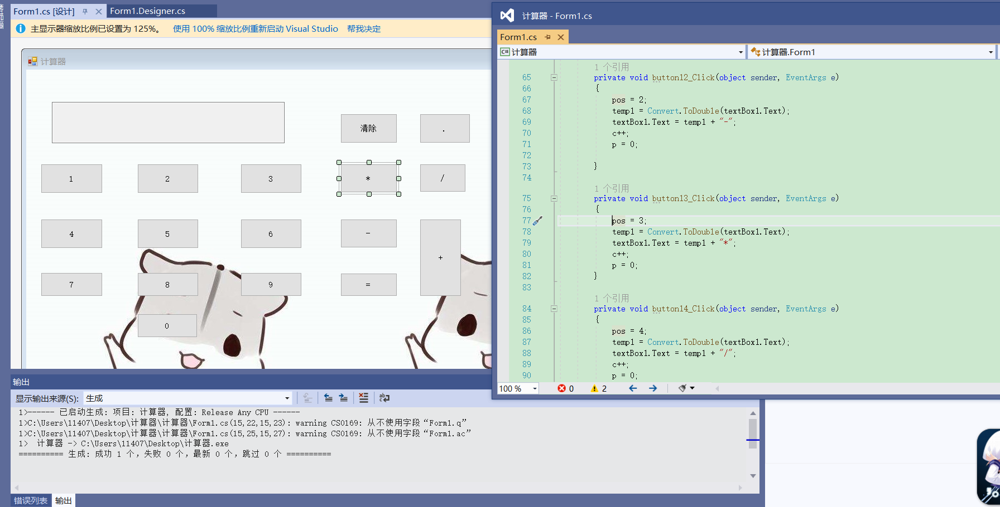 Form1.cs [设计]
Form1.Designer.cs
主显示器缩放比例已设置为 125%。 使用 100% 缩放比例重新启动 Visual Studio 帮我决定
计算器
清除 .
1 2 3 * /
4 5 6 - +
7 8 9 =
0
输出
显示输出来源(S): 生成
1>------ 已启动生成: 项目: 计算器, 配置: Release Any CPU ------
1>C:\Users\11407\Desktop\计算器\计算器\Form1.cs(15,22,15,23): warning CS0169: 从不使用字段“Form1.q”
1>C:\Users\11407\Desktop\计算器\计算器\Form1.cs(15,25,15,27): warning CS0169: 从不使用字段“Form1.ac”
1> 计算器 -> C:\Users\11407\Desktop\计算器.exe
========== 生成: 成功 1 个，失败 0 个，最新 0 个，跳过 0 个 ==========
错误列表 输出
计算器 - Form1.cs
Form1.cs
C# 计算器 计算器.Form1
1 个引用
65 private void button12_Click(object sender, EventArgs e)
66 {
67 pos = 2;
68 temp1 = Convert.ToDouble(textBox1.Text);
69 textBox1.Text = temp1 + "-";
70 c++;
71 p = 0;
72
73 }
74
1 个引用
75 private void button13_Click(object sender, EventArgs e)
76 {
77 pos = 3;
78 temp1 = Convert.ToDouble(textBox1.Text);
79 textBox1.Text = temp1 + "*";
80 c++;
81 p = 0;
82 }
83
1 个引用
84 private void button14_Click(object sender, EventArgs e)
85 {
86 pos = 4;
87 temp1 = Convert.ToDouble(textBox1.Text);
88 textBox1.Text = temp1 + "/";
89 c++;
90 p = 0;
100 % 0 2